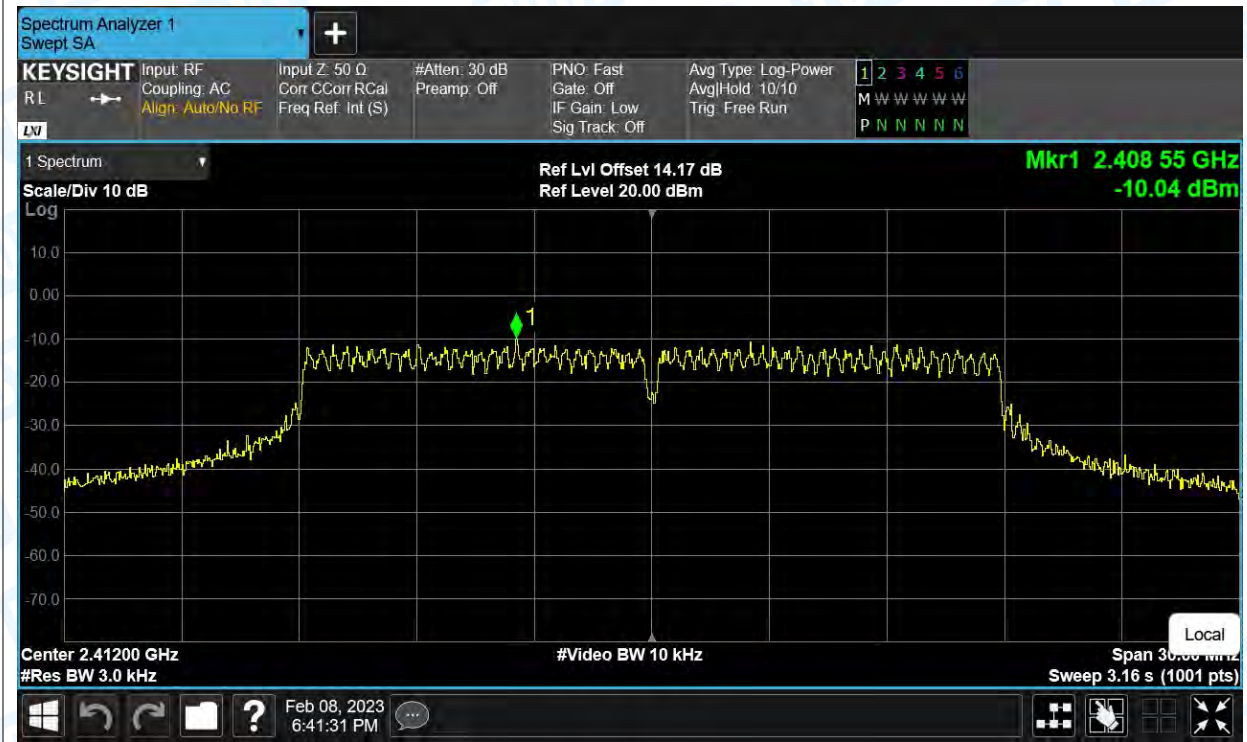 Spectrum Analyzer 1
Swept SA
+
KEYSIGHT
RL
LXI
Input: RF
Coupling: AC
Align: Auto/No RF
Input Z: 50 Ω
Corr CCorr RCal
Freq Ref: Int (S)
#Atten: 30 dB
Preamp: Off
PNO: Fast
Gate: Off
IF Gain: Low
Sig Track: Off
Avg Type: Log-Power
Avg|Hold: 10/10
Trig: Free Run
1 2 3 4 5 6
M W W W W W W
P N N N N N N
1 Spectrum
Scale/Div 10 dB
Log
Ref Lvl Offset 14.17 dB
Ref Level 20.00 dBm
Mkr1 2.408 55 GHz
-10.04 dBm
10.0
0.00
-10.0
-20.0
-30.0
-40.0
-50.0
-60.0
-70.0
1
Local
Center 2.41200 GHz
#Res BW 3.0 kHz
#Video BW 10 kHz
Span 30.00 MHz
Sweep 3.16 s (1001 pts)
?
Feb 08, 2023
6:41:31 PM